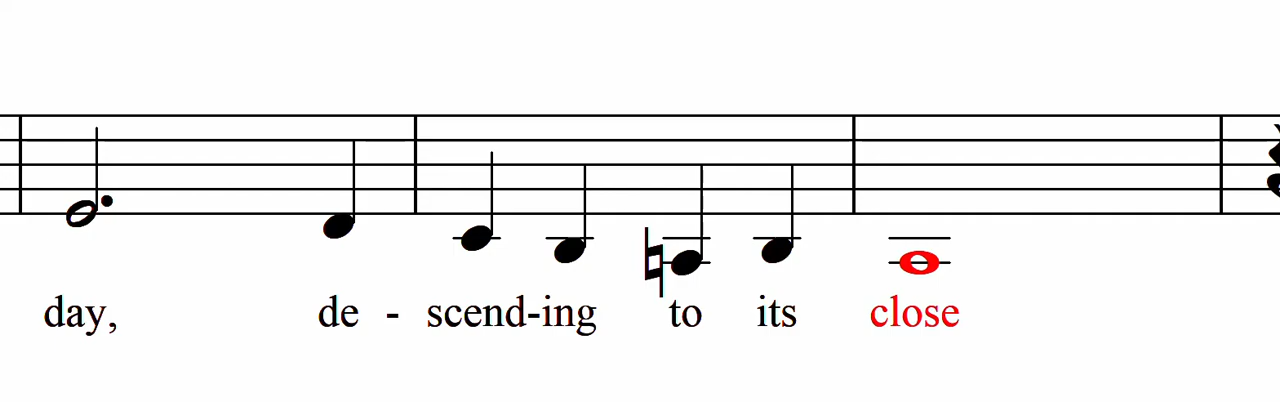 day, de - scend-ing to its close